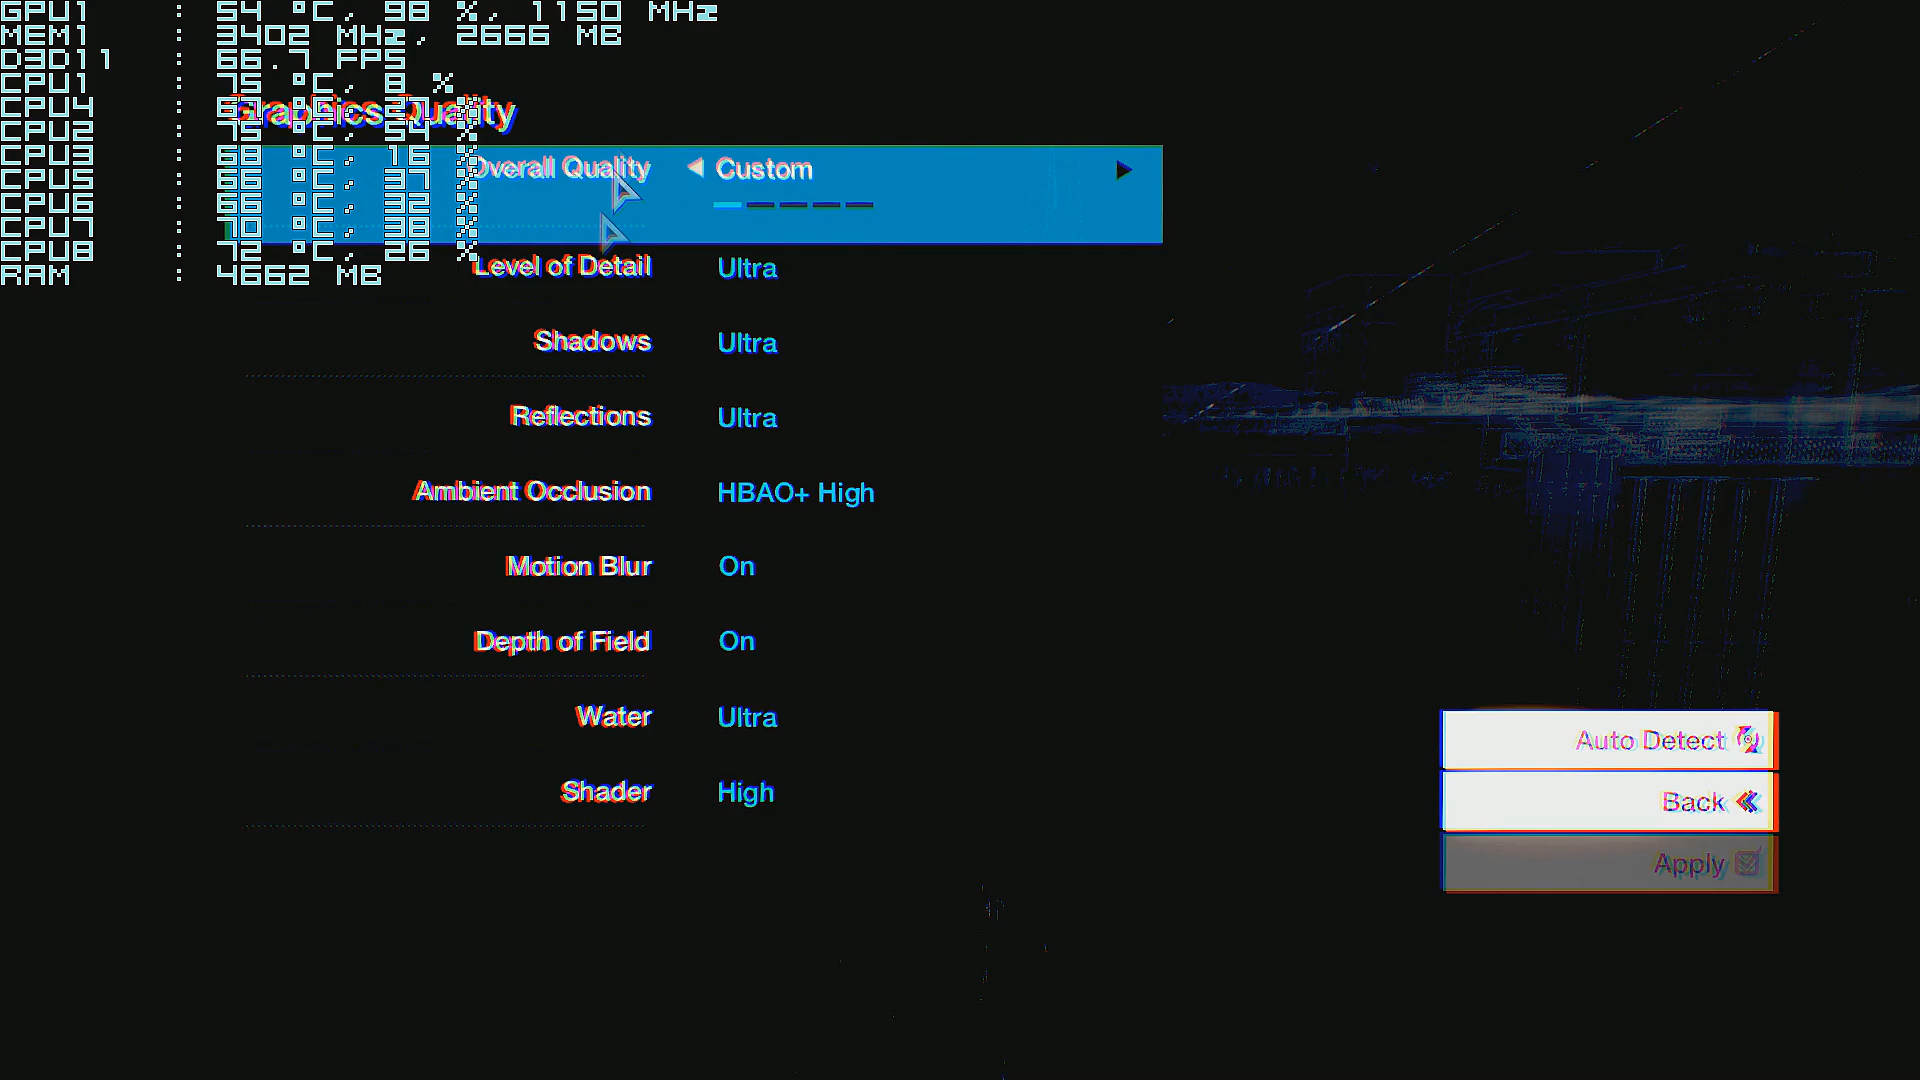 GPU1 : 54 °C, 98 %, 1150 MHz
MEM1 : 3402 MHz, 2666 MB
D3D11 : 66.7 FPS
CPU1 : 75 °C, 8 %
CPU4 : °C, 27 %
Graphics Quality
CPU2 : 75 °C, 54 %
CPU3 : 68 °C, 16 %
Overall Quality Custom
CPU5 : 66 °C, 37 %
CPU6 : 66 °C, 32 %
CPU7 : 70 °C, 38 %
CPU8 : 72 °C, 26 %
RAM : 4662 MB
Level of Detail Ultra
Shadows Ultra
Reflections Ultra
Ambient Occlusion HBAO+ High
Motion Blur On
Depth of Field On
Water Ultra
Shader High
Auto Detect
Back
Apply